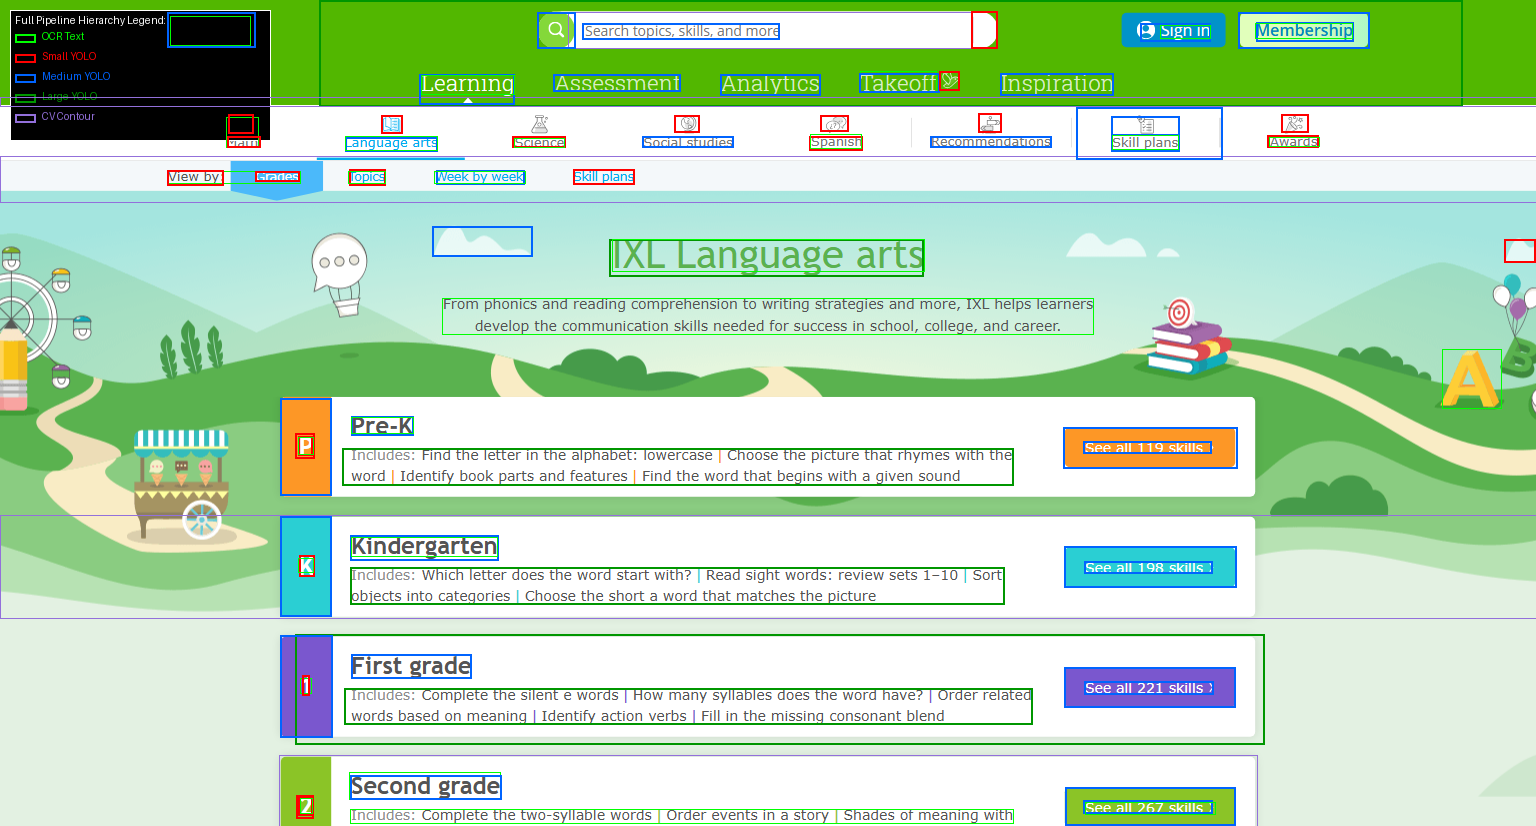 Full Pipeline Hierarchy Legend:
OCR Text
Small YOLO
Medium YOLO
Large YOLO
CV Contour
Search topics, skills, and more
Sign in
Membership
Learning
Assessment
Analytics
Takeoff
Inspiration
Math
Language arts
Science
Social studies
Spanish
Recommendations
Skill plans
Awards
View by:
Grades
Topics
Week by week
Skill plans
IXL Language arts
From phonics and reading comprehension to writing strategies and more, IXL helps learners
develop the communication skills needed for success in school, college, and career.
A
B
P
Pre-K
Includes: Find the letter in the alphabet: lowercase | Choose the picture that rhymes with the
word | Identify book parts and features | Find the word that begins with a given sound
See all 119 skills ›
K
Kindergarten
Includes: Which letter does the word start with? | Read sight words: review sets 1–10 | Sort
objects into categories | Choose the short a word that matches the picture
See all 198 skills ›
1
First grade
Includes: Complete the silent e words | How many syllables does the word have? | Order related
words based on meaning | Identify action verbs | Fill in the missing consonant blend
See all 221 skills ›
2
Second grade
Includes: Complete the two-syllable words | Order events in a story | Shades of meaning with
See all 267 skills ›